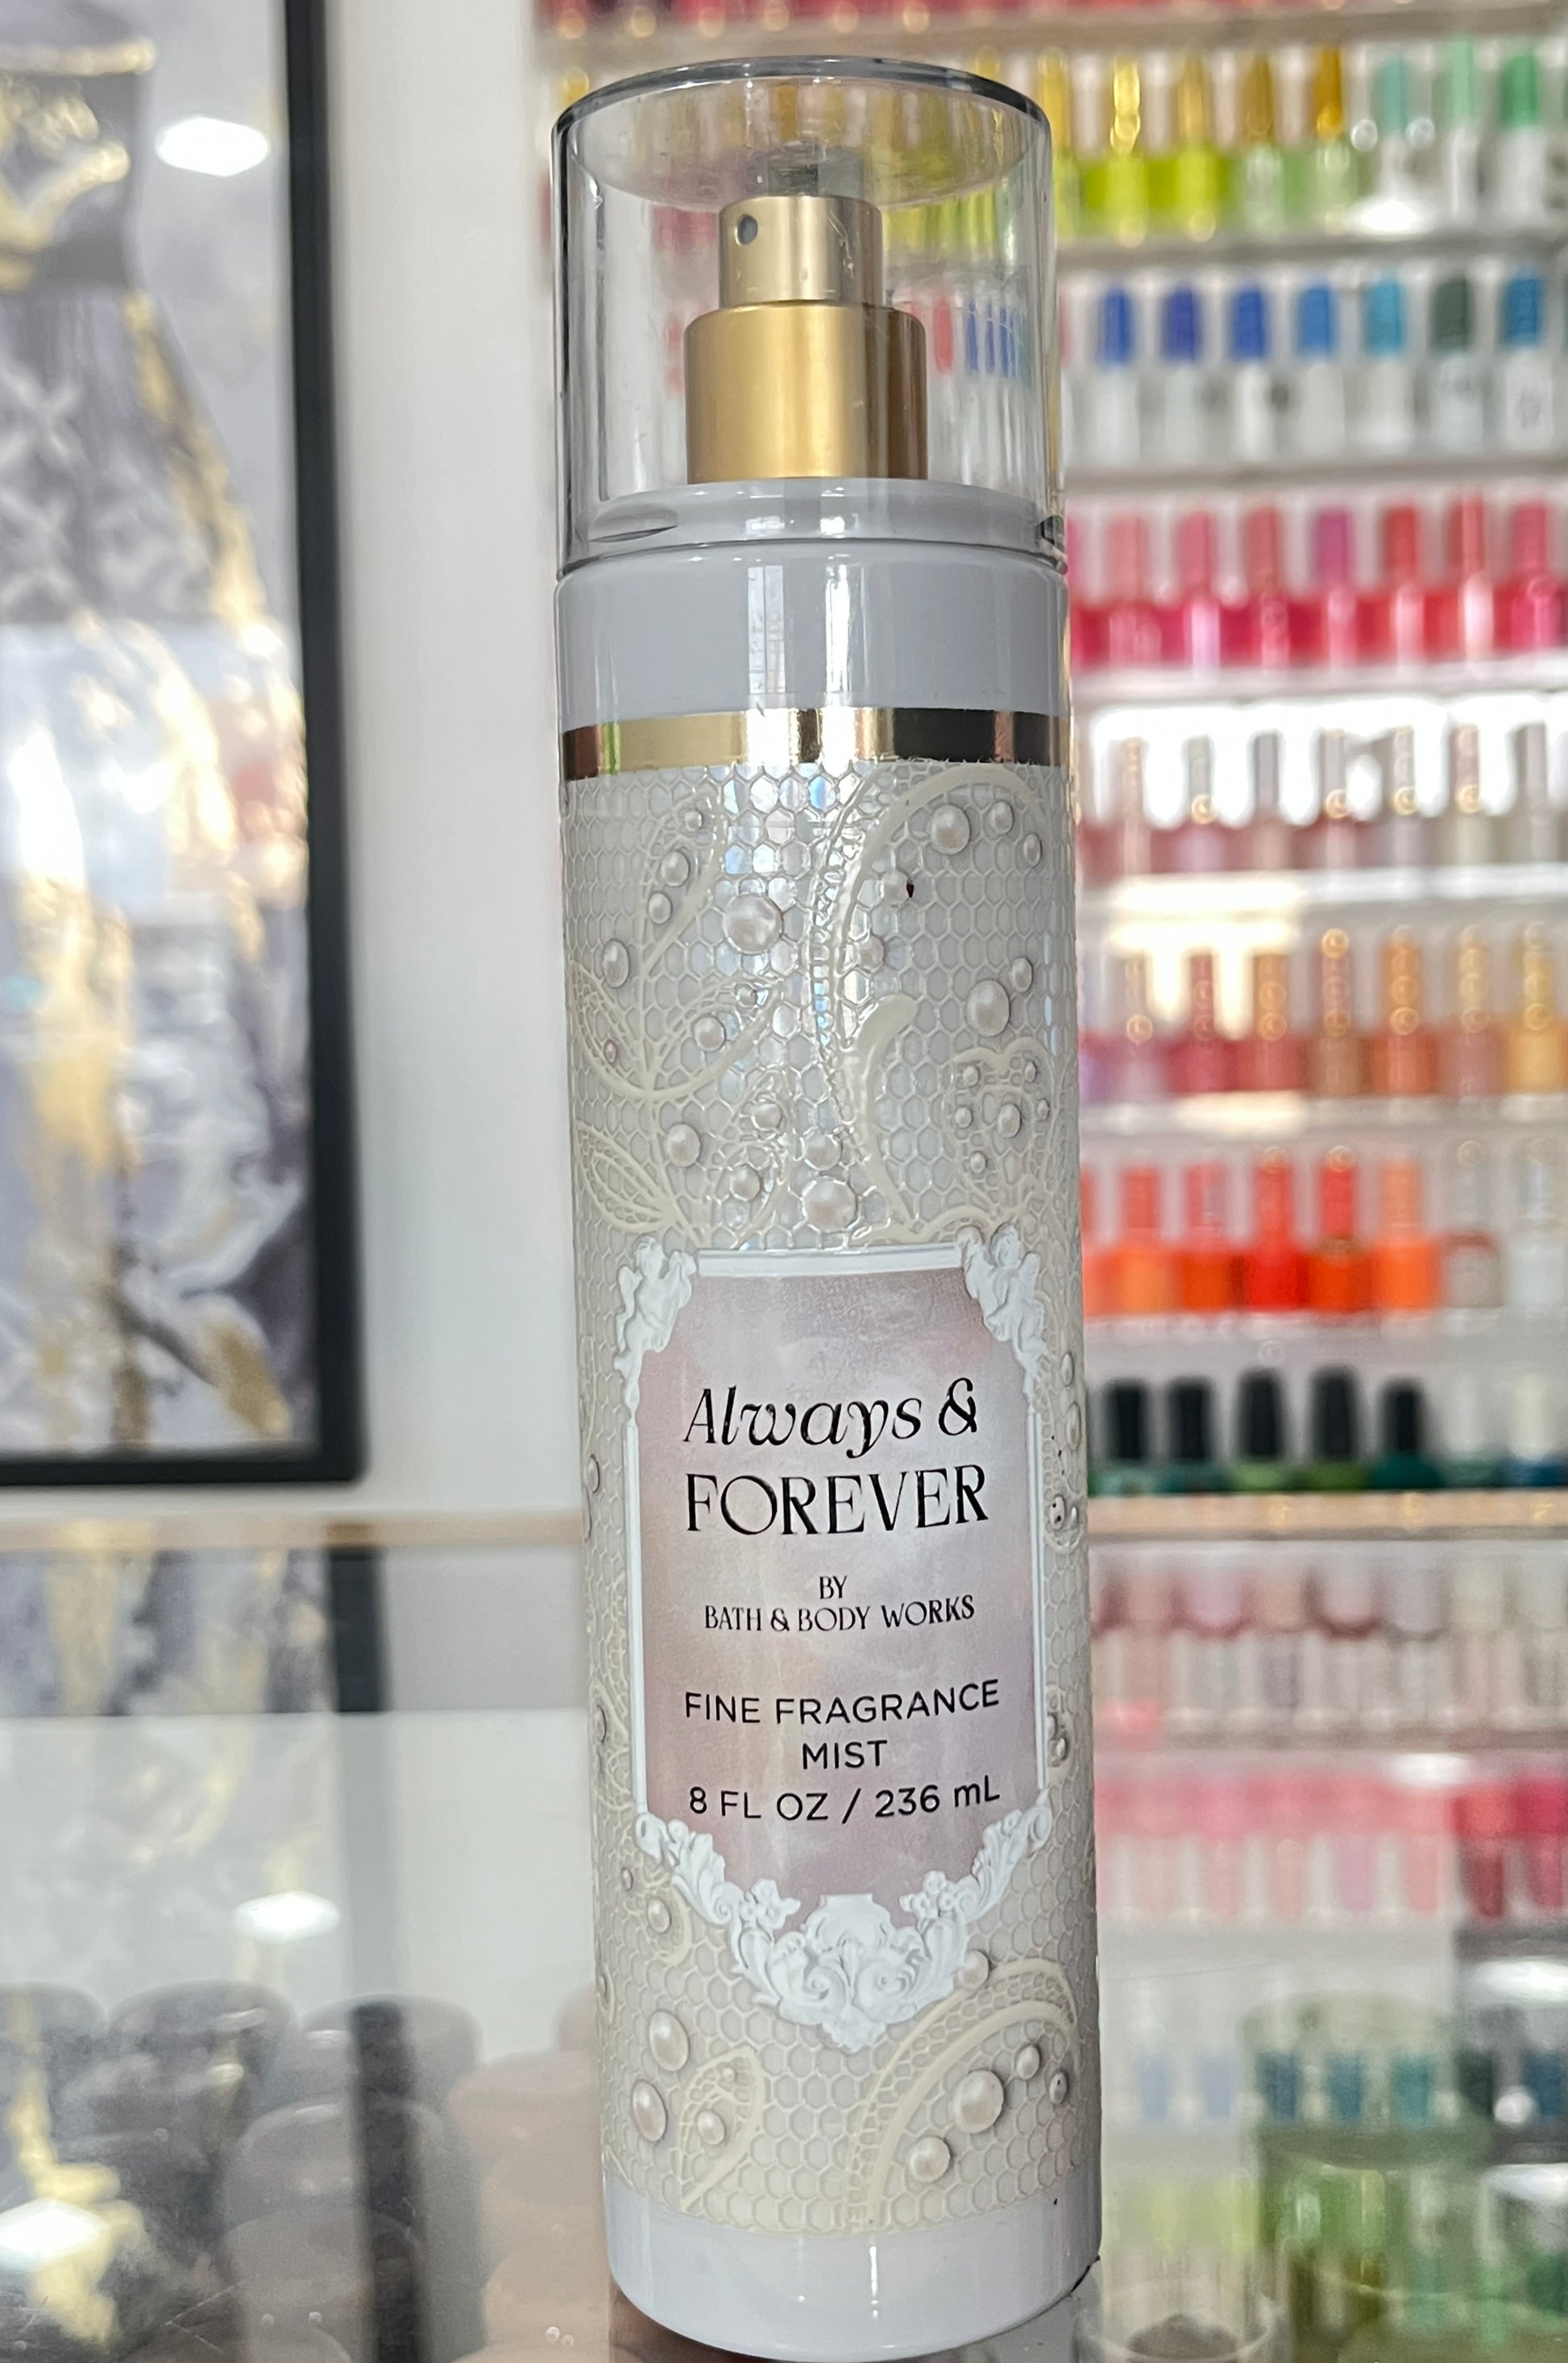 Always &
FOREVER
BY
BATH & BODY WORKS
FINE FRAGRANCE
MIST
8 FL OZ / 236 mL